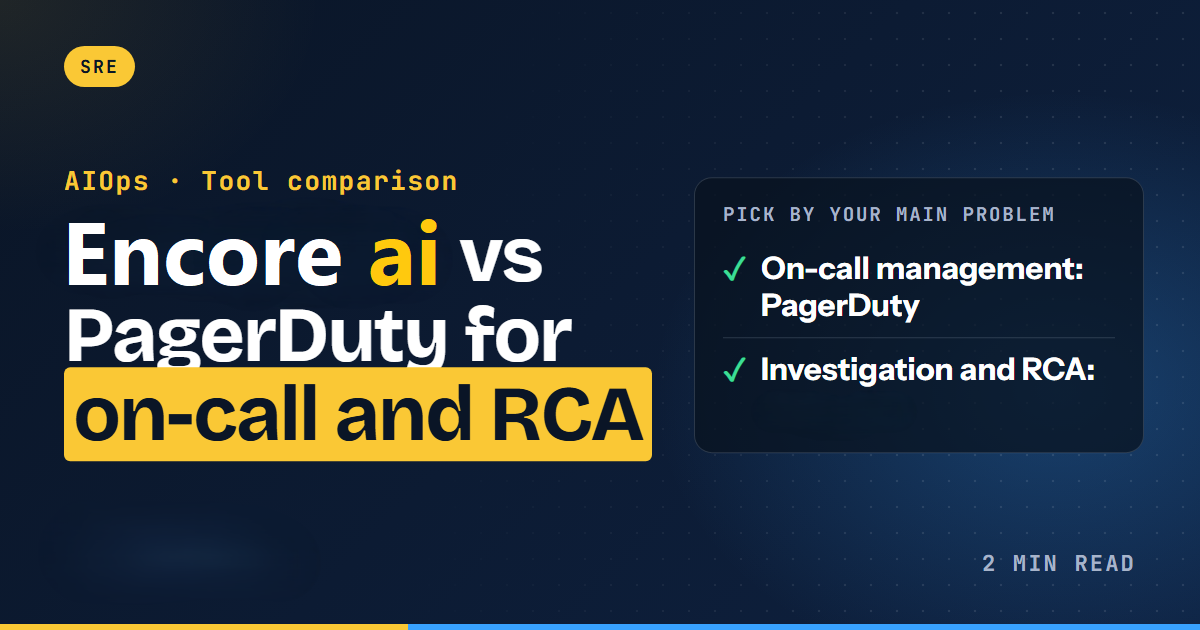 SRE
AIOps · Tool comparison
Encore ai vs
PagerDuty for
on-call and RCA
PICK BY YOUR MAIN PROBLEM
✓ On-call management:
PagerDuty
✓ Investigation and RCA:
2 MIN READ